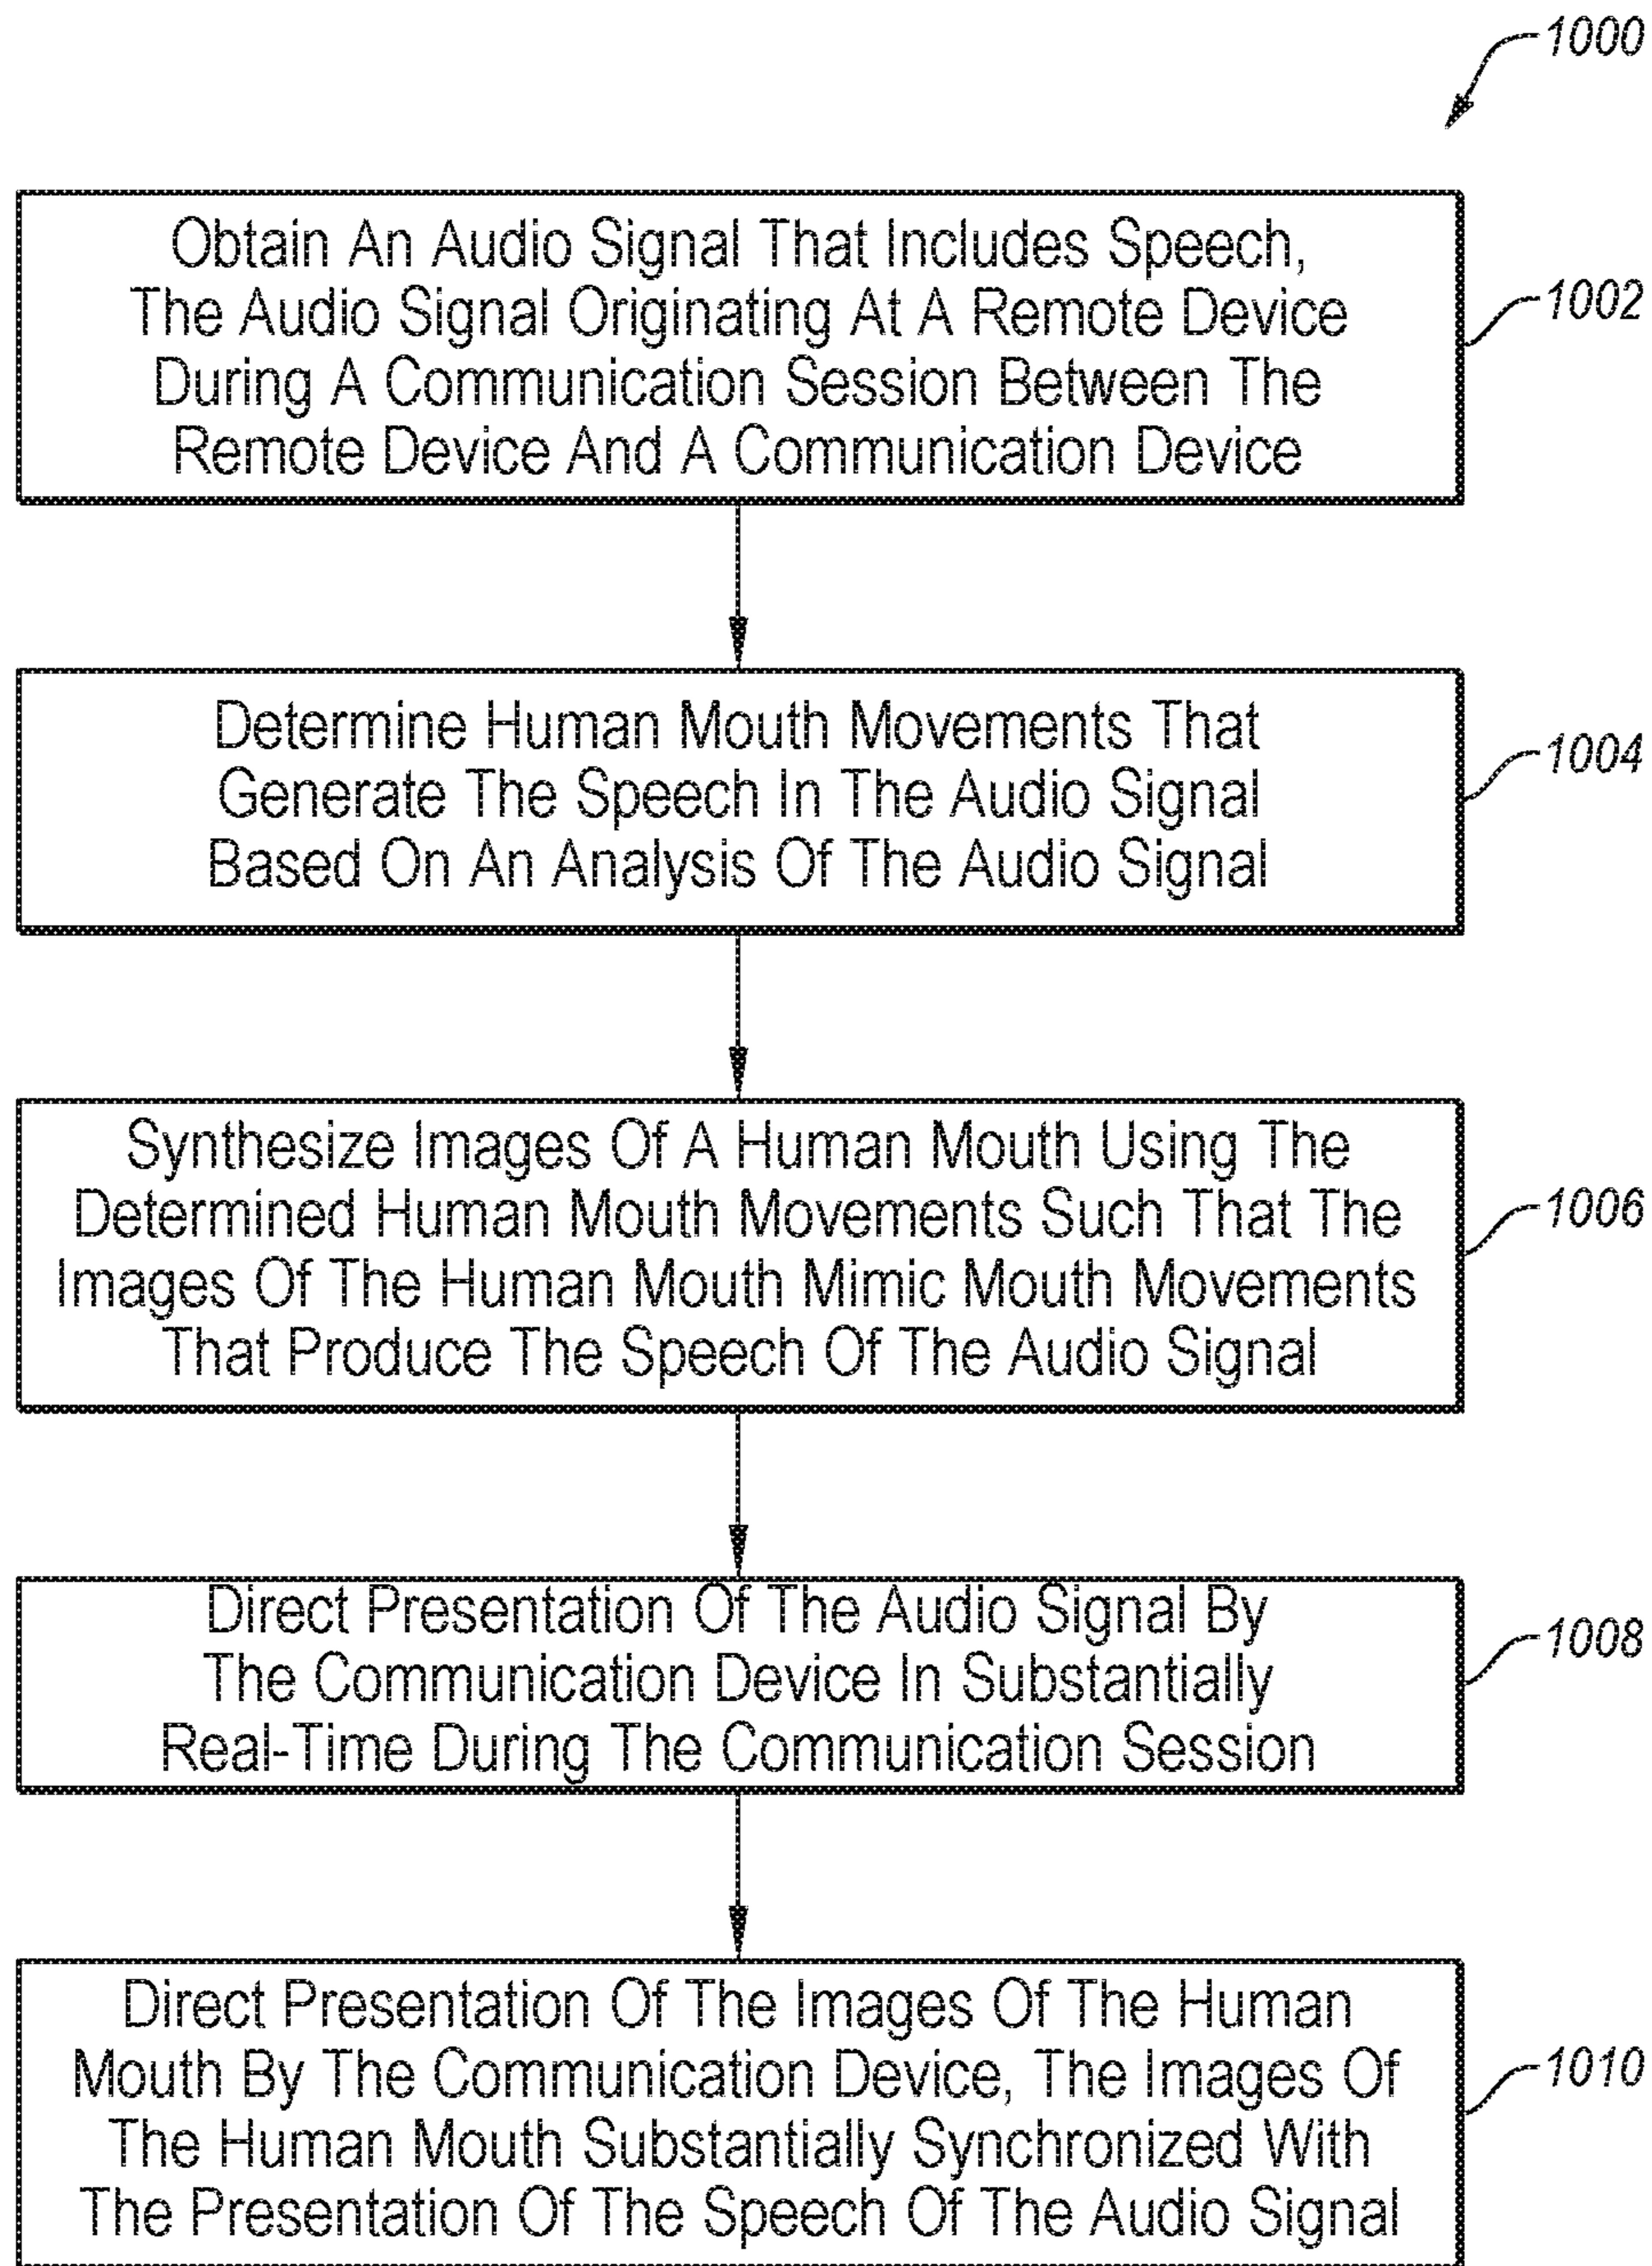 1000
Obtain An Audio Signal That Includes Speech,
The Audio Signal Originating At A Remote Device
During A Communication Session Between The
Remote Device And A Communication Device
1002
Determine Human Mouth Movements That
Generate The Speech In The Audio Signal
Based On An Analysis Of The Audio Signal
1004
Synthesize Images Of A Human Mouth Using The
Determined Human Mouth Movements Such That The
Images Of The Human Mouth Mimic Mouth Movements
That Produce The Speech Of The Audio Signal
1006
Direct Presentation Of The Audio Signal By
The Communication Device In Substantially
Real-Time During The Communication Session
1008
Direct Presentation Of The Images Of The Human
Mouth By The Communication Device, The Images Of
The Human Mouth Substantially Synchronized With
The Presentation Of The Speech Of The Audio Signal
1010